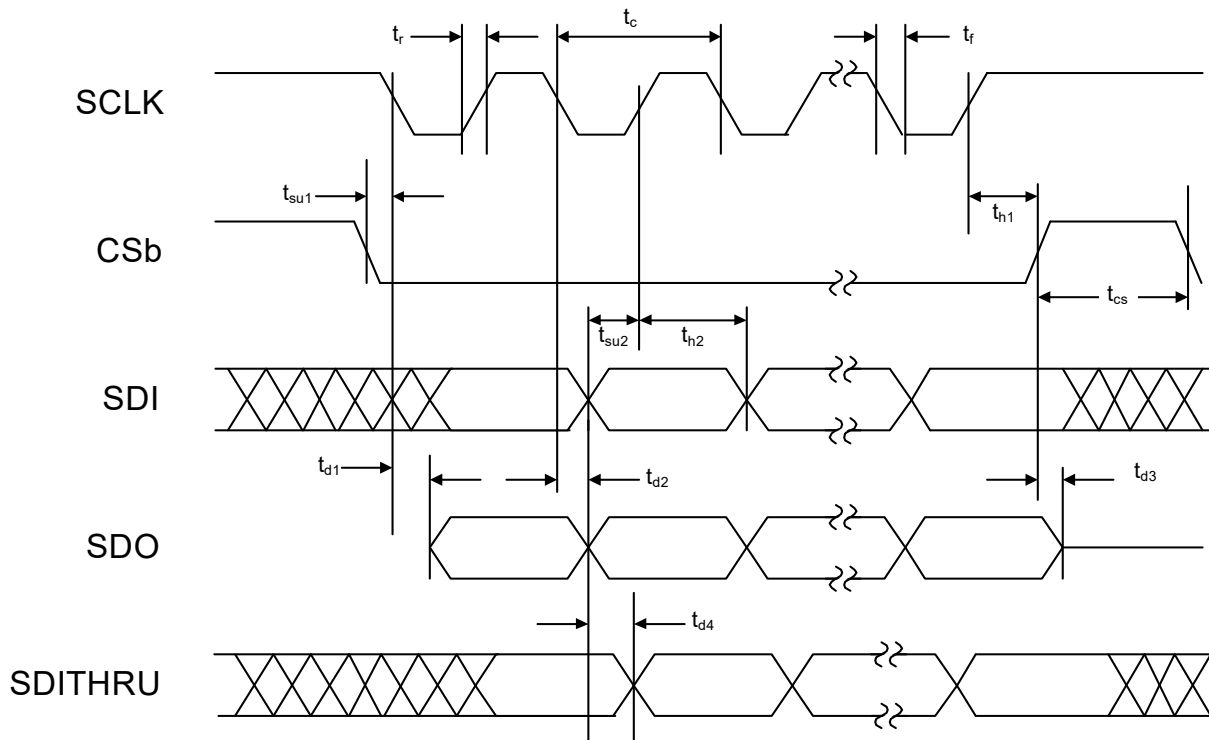 t_r
t_c
t_f
SCLK
t_su1
t_h1
CSb
t_cs
t_su2
t_h2
SDI
t_d1
t_d2
t_d3
SDO
t_d4
SDITHRU